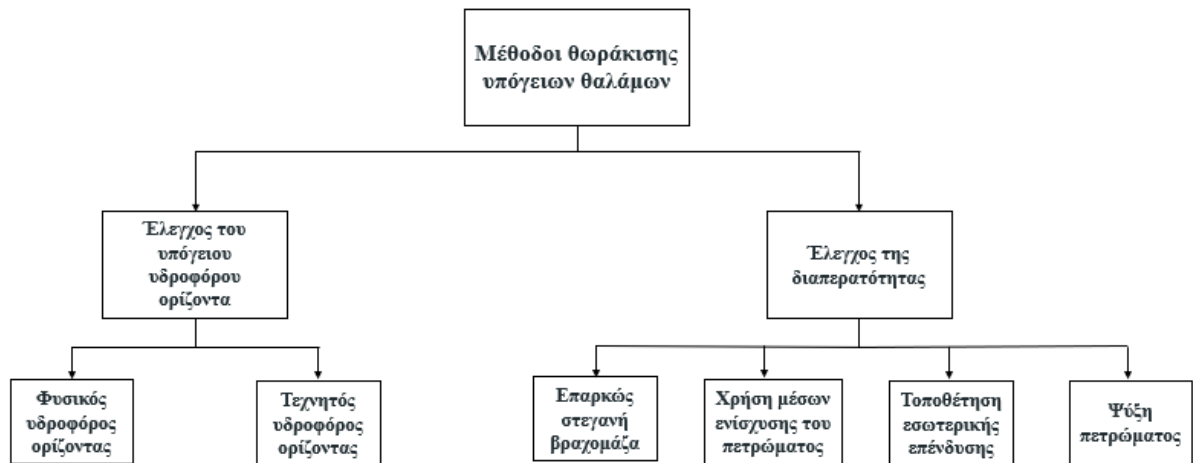 Μέθοδοι θωράκισης
υπόγειων θαλάμων
Έλεγχος του
υπόγειου
υδροφόρου
ορίζοντα
Έλεγχος της
διαπερατότητας
Φυσικός
υδροφόρος
ορίζοντας
Τεχνητός
υδροφόρος
ορίζοντας
Επαρκώς
στεγανή
βραχομάζα
Χρήση μέσων
ενίσχυσης του
πετρώματος
Τοποθέτηση
εσωτερικής
επένδυσης
Ψύξη
πετρώματος